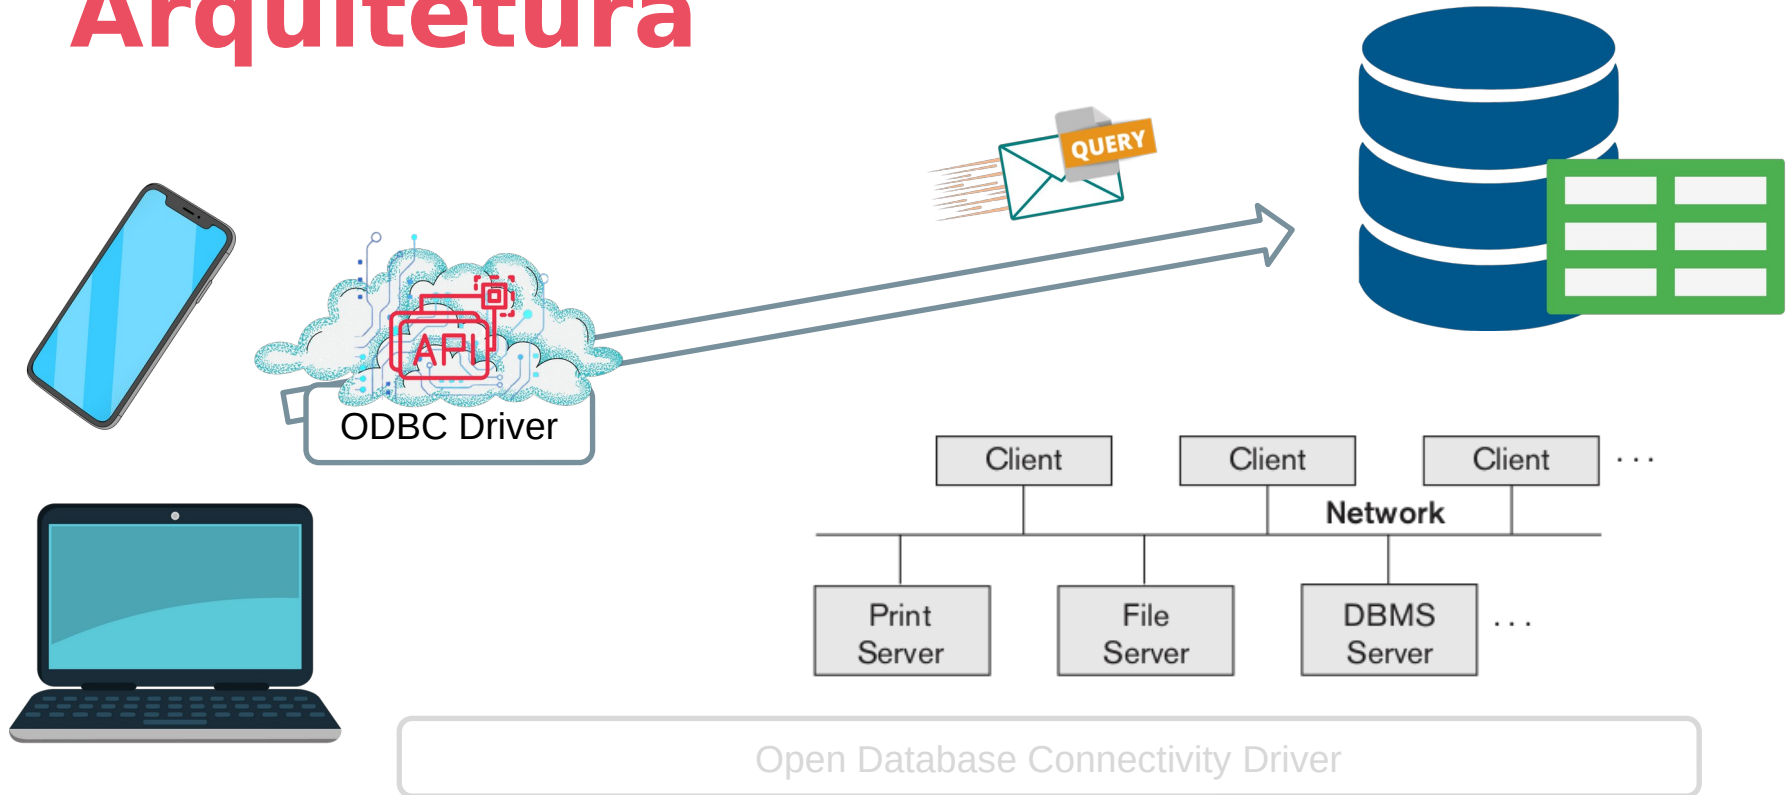 Arquitetura
QUERY
API
ODBC Driver
Client
Client
Client
...
Network
Print
Server
File
Server
DBMS
Server
...
Open Database Connectivity Driver